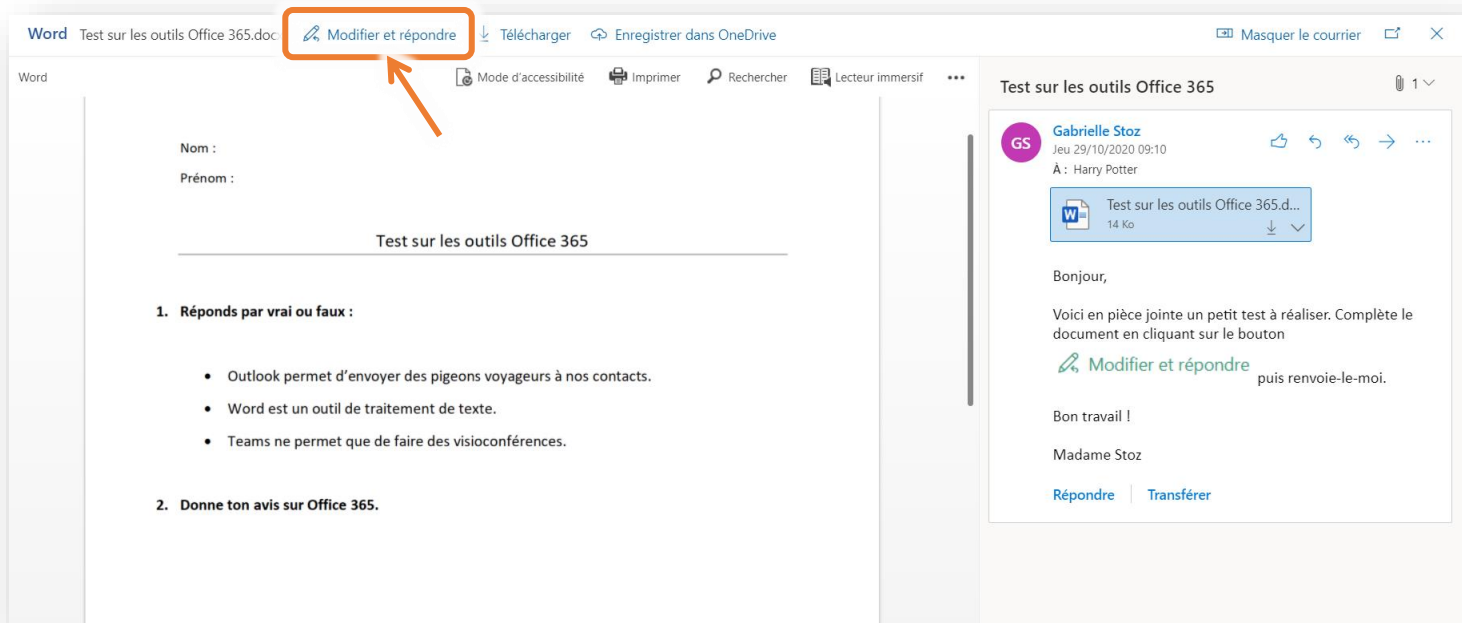 Word Test sur les outils Office 365.doc Modifier et répondre Télécharger Enregistrer dans OneDrive Masquer le courrier
Word Mode d'accessibilité Imprimer Rechercher Lecteur immersif •••
Nom :
Prénom :
Test sur les outils Office 365
1. Réponds par vrai ou faux :
• Outlook permet d'envoyer des pigeons voyageurs à nos contacts.
• Word est un outil de traitement de texte.
• Teams ne permet que de faire des visioconférences.
2. Donne ton avis sur Office 365.
Test sur les outils Office 365 1
GS Gabrielle Stoz
Jeu 29/10/2020 09:10
À : Harry Potter
Test sur les outils Office 365.d...
14 Ko
Bonjour,
Voici en pièce jointe un petit test à réaliser. Complète le
document en cliquant sur le bouton
Modifier et répondre puis renvoie-le-moi.
Bon travail !
Madame Stoz
Répondre Transférer